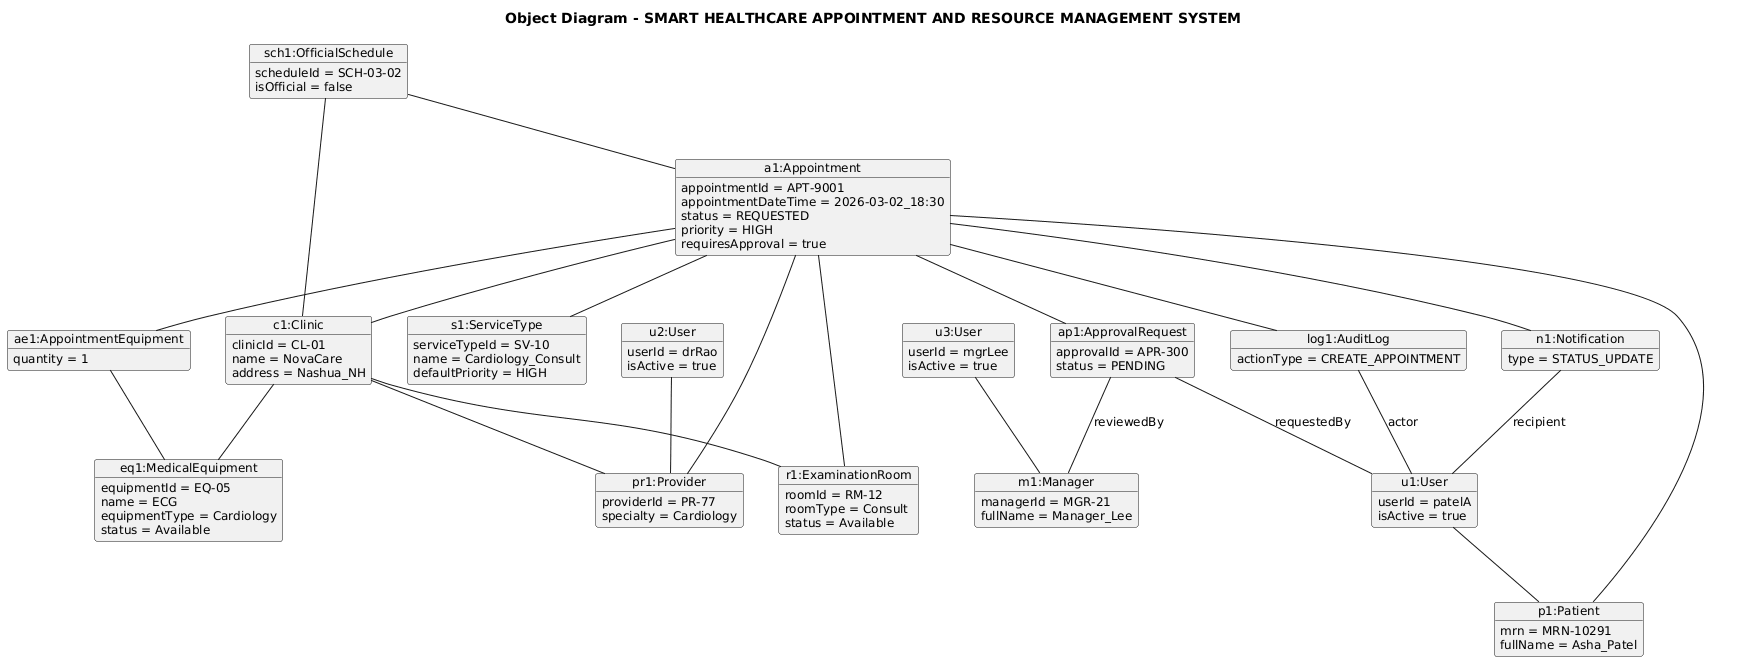 Object Diagram - SMART HEALTHCARE APPOINTMENT AND RESOURCE MANAGEMENT SYSTEM
sch1:OfficialSchedule
scheduleId = SCH-03-02
isOfficial = false
a1:Appointment
appointmentId = APT-9001
appointmentDateTime = 2026-03-02_18:30
status = REQUESTED
priority = HIGH
requiresApproval = true
ae1:AppointmentEquipment
quantity = 1
c1:Clinic
clinicId = CL-01
name = NovaCare
address = Nashua_NH
s1:ServiceType
serviceTypeId = SV-10
name = Cardiology_Consult
defaultPriority = HIGH
u2:User
userId = drRao
isActive = true
u3:User
userId = mgrLee
isActive = true
ap1:ApprovalRequest
approvalId = APR-300
status = PENDING
log1:AuditLog
actionType = CREATE_APPOINTMENT
n1:Notification
type = STATUS_UPDATE
reviewedBy
requestedBy
actor
recipient
eq1:MedicalEquipment
equipmentId = EQ-05
name = ECG
equipmentType = Cardiology
status = Available
pr1:Provider
providerId = PR-77
specialty = Cardiology
r1:ExaminationRoom
roomId = RM-12
roomType = Consult
status = Available
m1:Manager
managerId = MGR-21
fullName = Manager_Lee
u1:User
userId = patelA
isActive = true
p1:Patient
mrn = MRN-10291
fullName = Asha_Patel